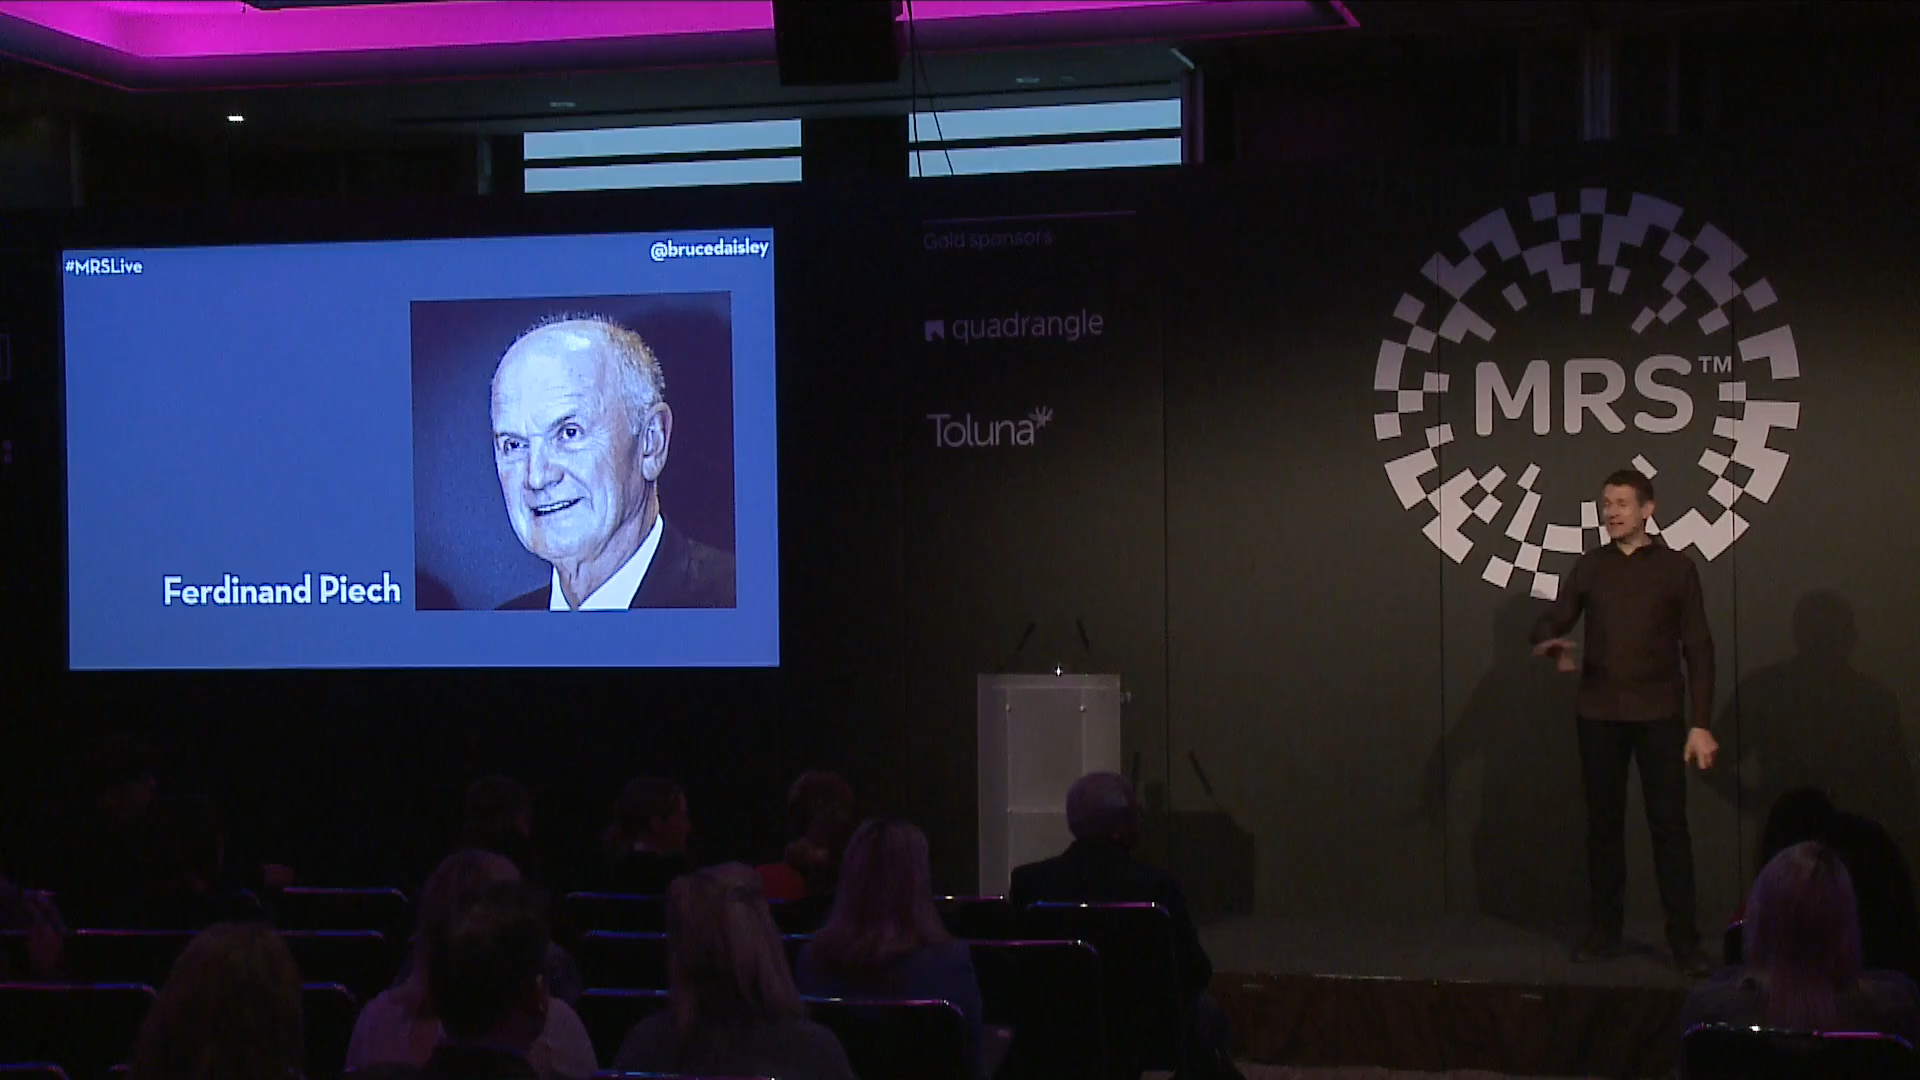 #MRSLive
@brucedaisley
Ferdinand Piech
Gold sponsors
quadrangle
Toluna
MRS™